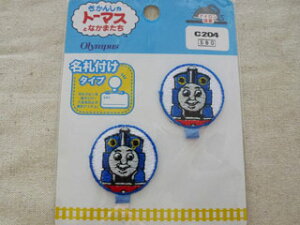 きかんしゃ
トーマス
となかまたち
Olympus
C204
名札付け
タイプ